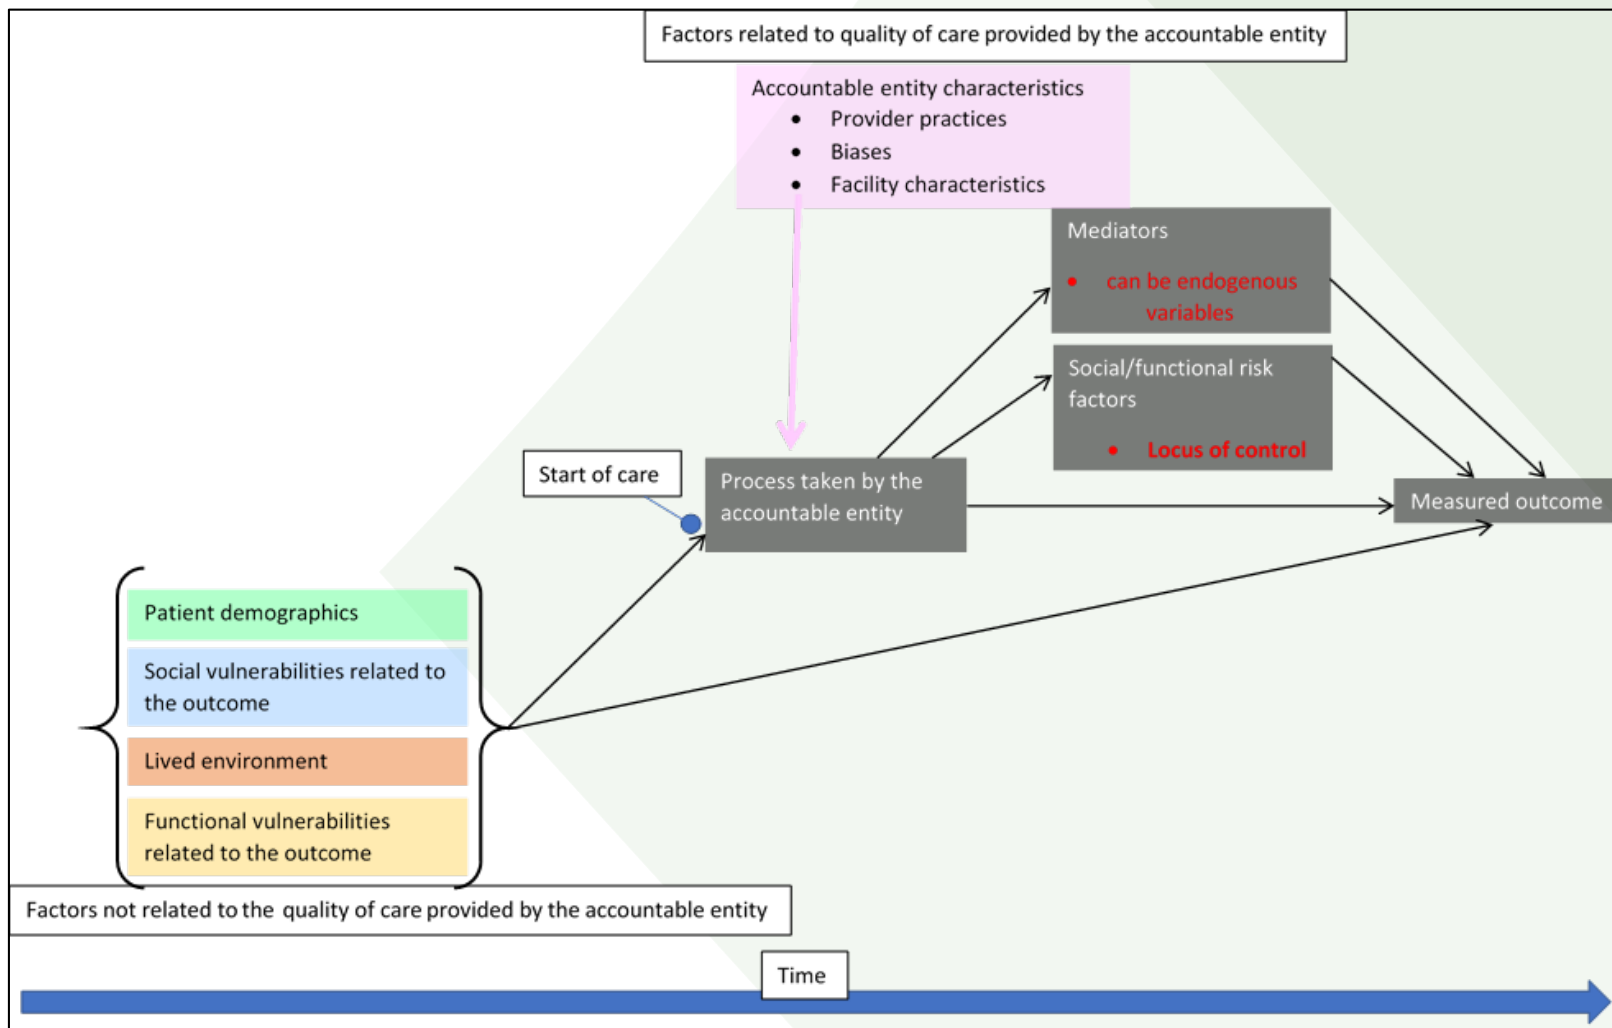 Factors related to quality of care provided by the accountable entity
Accountable entity characteristics
• Provider practices
• Biases
• Facility characteristics
Mediators
• can be endogenous
variables
Social/functional risk
factors
• Locus of control
Start of care
Process taken by the
accountable entity
Measured outcome
Patient demographics
Social vulnerabilities related to
the outcome
Lived environment
Functional vulnerabilities
related to the outcome
Factors not related to the quality of care provided by the accountable entity
Time